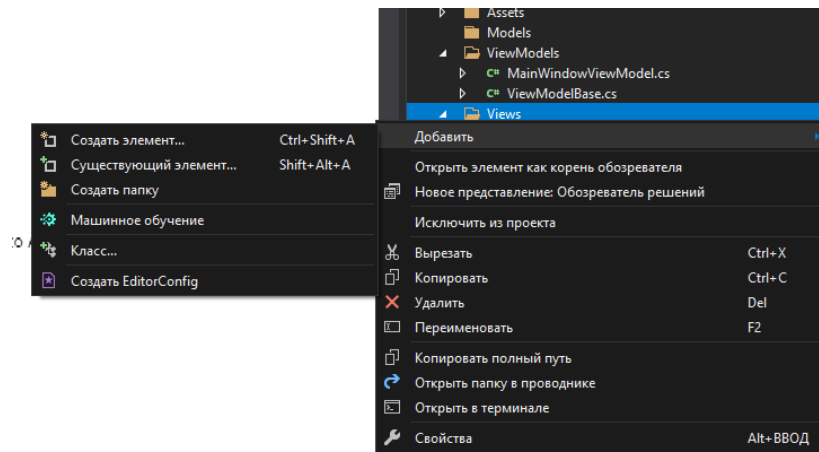 Assets
Models
ViewModels
C# MainWindowViewModel.cs
C# ViewModelBase.cs
Views
Создать элемент... Ctrl+Shift+A
Существующий элемент... Shift+Alt+A
Создать папку
Машинное обучение
Класс...
Создать EditorConfig
Добавить
Открыть элемент как корень обозревателя
Новое представление: Обозреватель решений
Исключить из проекта
Вырезать Ctrl+X
Копировать Ctrl+C
Удалить Del
Переименовать F2
Копировать полный путь
Открыть папку в проводнике
Открыть в терминале
Свойства Alt+ВВОД